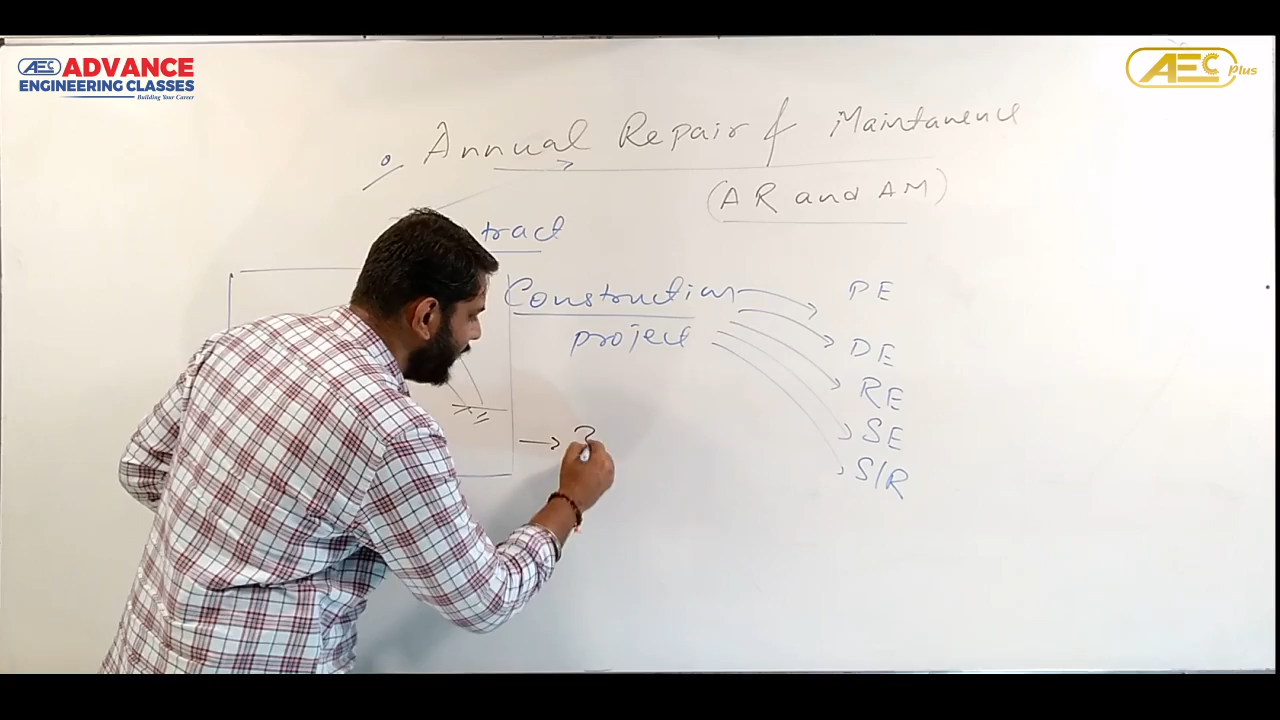 AEC ADVANCE
ENGINEERING CLASSES
Building Your Career
AEC Plus
Annual Repair & Maintanence
(AR and AM)
tract
Construction
project
PE
DE
RE
SE
S/R